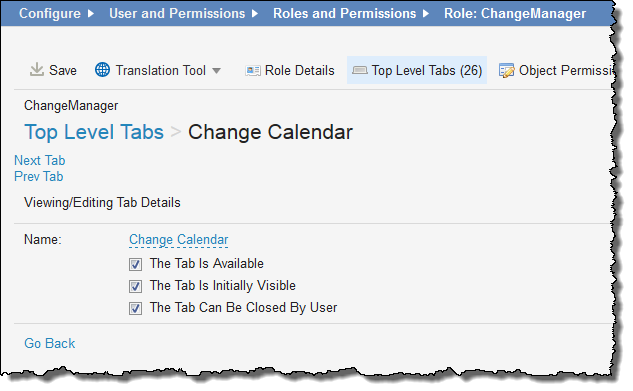 Configure ▶ User and Permissions ▶ Roles and Permissions ▶ Role: ChangeManager
Save Translation Tool Role Details Top Level Tabs (26) Object Permissi
ChangeManager
Top Level Tabs > Change Calendar
Next Tab
Prev Tab
Viewing/Editing Tab Details
Name: Change Calendar
The Tab Is Available
The Tab Is Initially Visible
The Tab Can Be Closed By User
Go Back